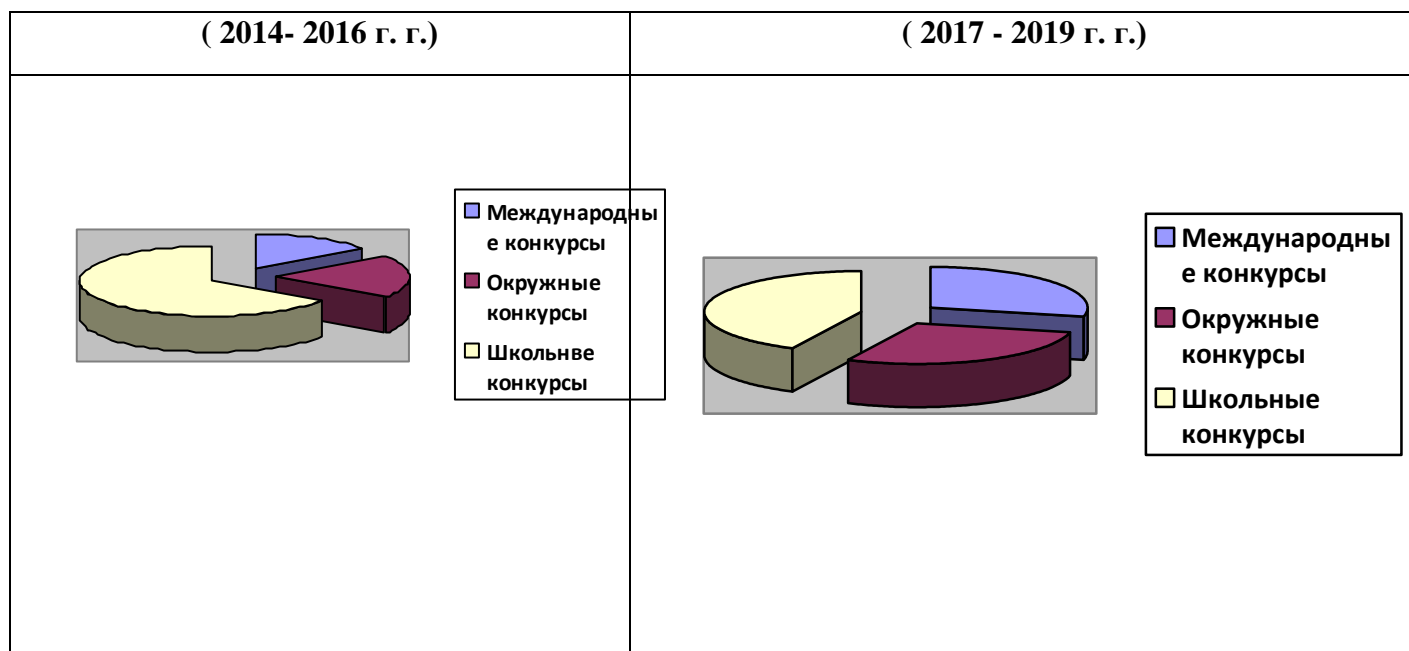 ( 2014- 2016 г. г.)
( 2017 - 2019 г. г.)
Международны
е конкурсы
Окружные
конкурсы
Школьнве
конкурсы
Международны
е конкурсы
Окружные
конкурсы
Школьные
конкурсы